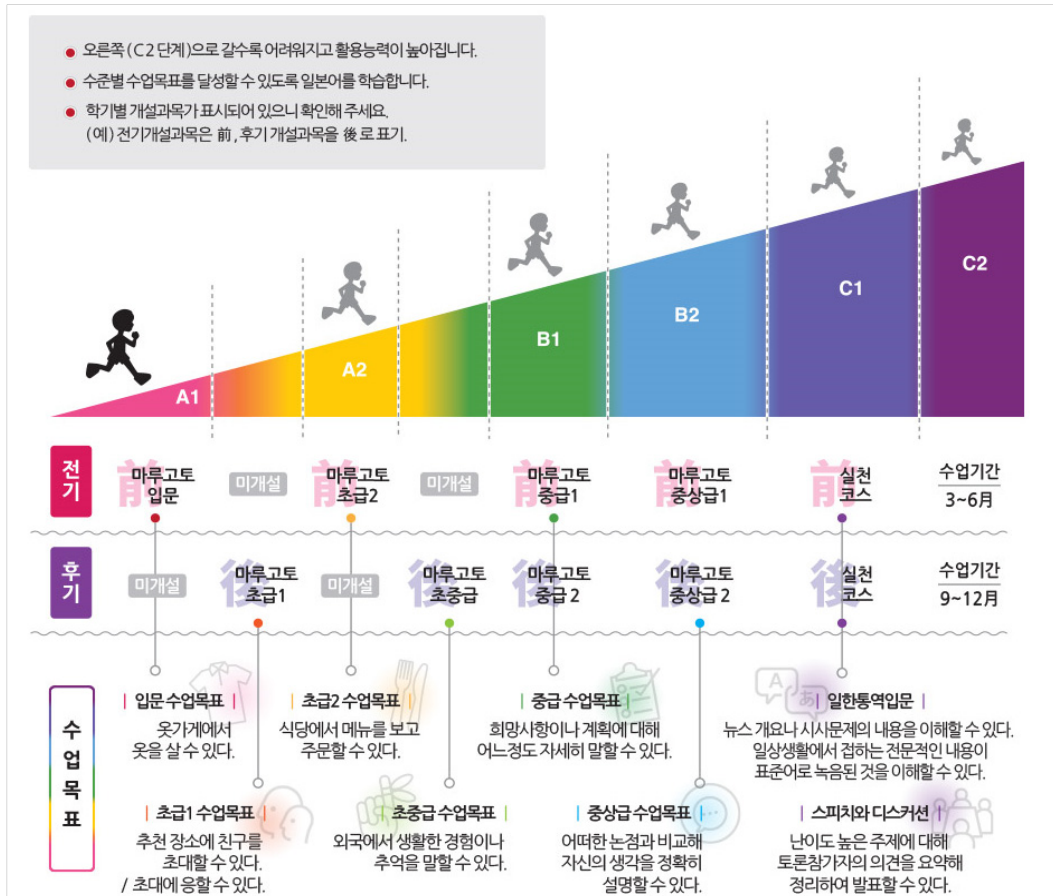 ● 오른쪽(C2단계)으로 갈수록 어려워지고 활용능력이 높아집니다.
● 수준별 수업목표를 달성할 수 있도록 일본어를 학습합니다.
● 학기별 개설과목가 표시되어 있으니 확인해 주세요.
(예) 전기개설과목은 前, 후기 개설과목을 後로 표기.
A1
A2
B1
B2
C1
C2
전기
前 마루고토 입문
미개설
前 마루고토 초급2
미개설
前 마루고토 중급1
前 마루고토 중상급1
前 실천 코스
수업기간
3~6月
후기
미개설
後 마루고토 초급1
미개설
後 마루고토 초중급
後 마루고토 중급 2
後 마루고토 중상급 2
後 실천 코스
수업기간
9~12月
수업목표
| 입문 수업목표 |
옷가게에서
옷을 살 수 있다.
| 초급2 수업목표 |
식당에서 메뉴를 보고
주문할 수 있다.
| 중급 수업목표 |
희망사항이나 계획에 대해
어느정도 자세히 말할 수 있다.
A あ
| 일한통역입문 |
뉴스 개요나 시사문제의 내용을 이해할 수 있다.
일상생활에서 접하는 전문적인 내용이
표준어로 녹음된 것을 이해할 수 있다.
| 초급1 수업목표 |
추천 장소에 친구를
초대할 수 있다.
/ 초대에 응할 수 있다.
| 초중급 수업목표 |
외국에서 생활한 경험이나
추억을 말할 수 있다.
| 중상급 수업목표 |
어떠한 논점과 비교해
자신의 생각을 정확히
설명할 수 있다.
| 스피치와 디스커션 |
난이도 높은 주제에 대해
토론참가자의 의견을 요약해
정리하여 발표할 수 있다.